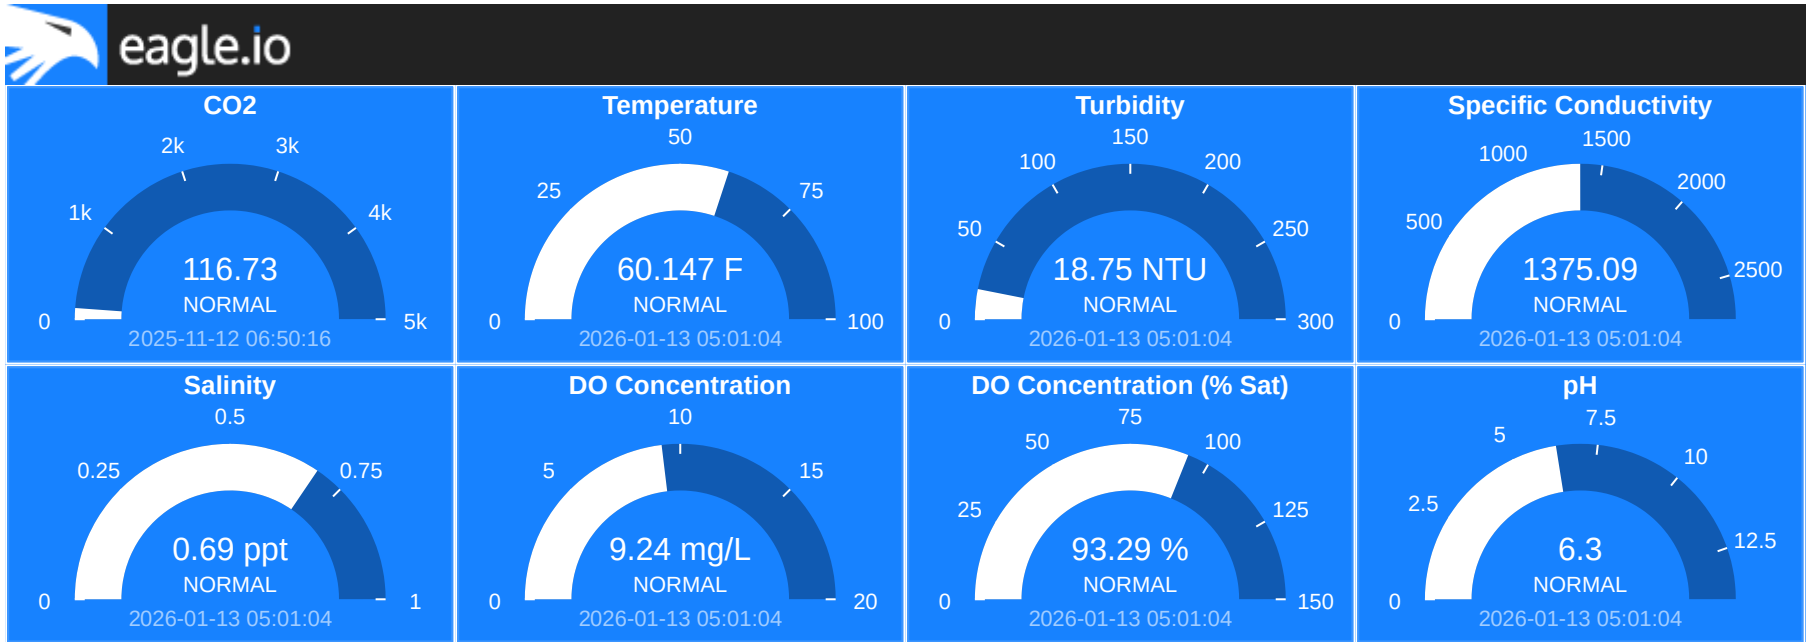 eagle.io
CO2
0
1k
2k
3k
4k
5k
116.73
NORMAL
2025-11-12 06:50:16
Temperature
0
25
50
75
100
60.147 F
NORMAL
2026-01-13 05:01:04
Turbidity
0
50
100
150
200
250
300
18.75 NTU
NORMAL
2026-01-13 05:01:04
Specific Conductivity
0
500
1000
1500
2000
2500
1375.09
NORMAL
2026-01-13 05:01:04
Salinity
0
0.25
0.5
0.75
1
0.69 ppt
NORMAL
2026-01-13 05:01:04
DO Concentration
0
5
10
15
20
9.24 mg/L
NORMAL
2026-01-13 05:01:04
DO Concentration (% Sat)
0
25
50
75
100
125
150
93.29 %
NORMAL
2026-01-13 05:01:04
pH
0
2.5
5
7.5
10
12.5
6.3
NORMAL
2026-01-13 05:01:04